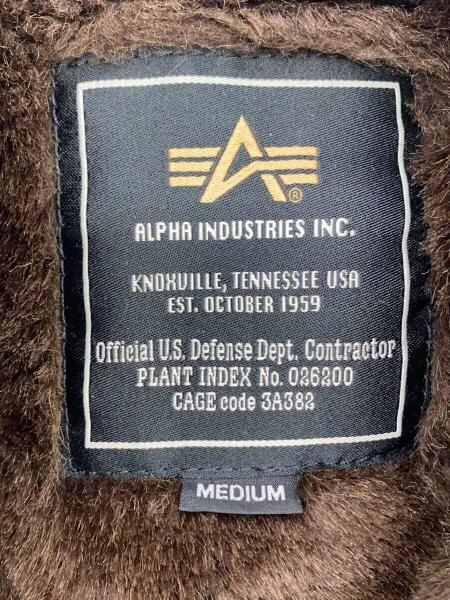 ®
ALPHA INDUSTRIES INC.
KNOXVILLE, TENNESSEE USA
EST. OCTOBER 1959
Official U.S. Defense Dept. Contractor
PLANT INDEX No. 026200
CAGE code 3A382
MEDIUM